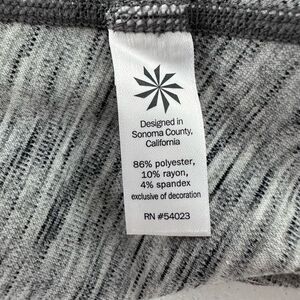 Designed in
Sonoma County,
California
86% polyester,
10% rayon,
4% spandex
exclusive of decoration
RN #54023